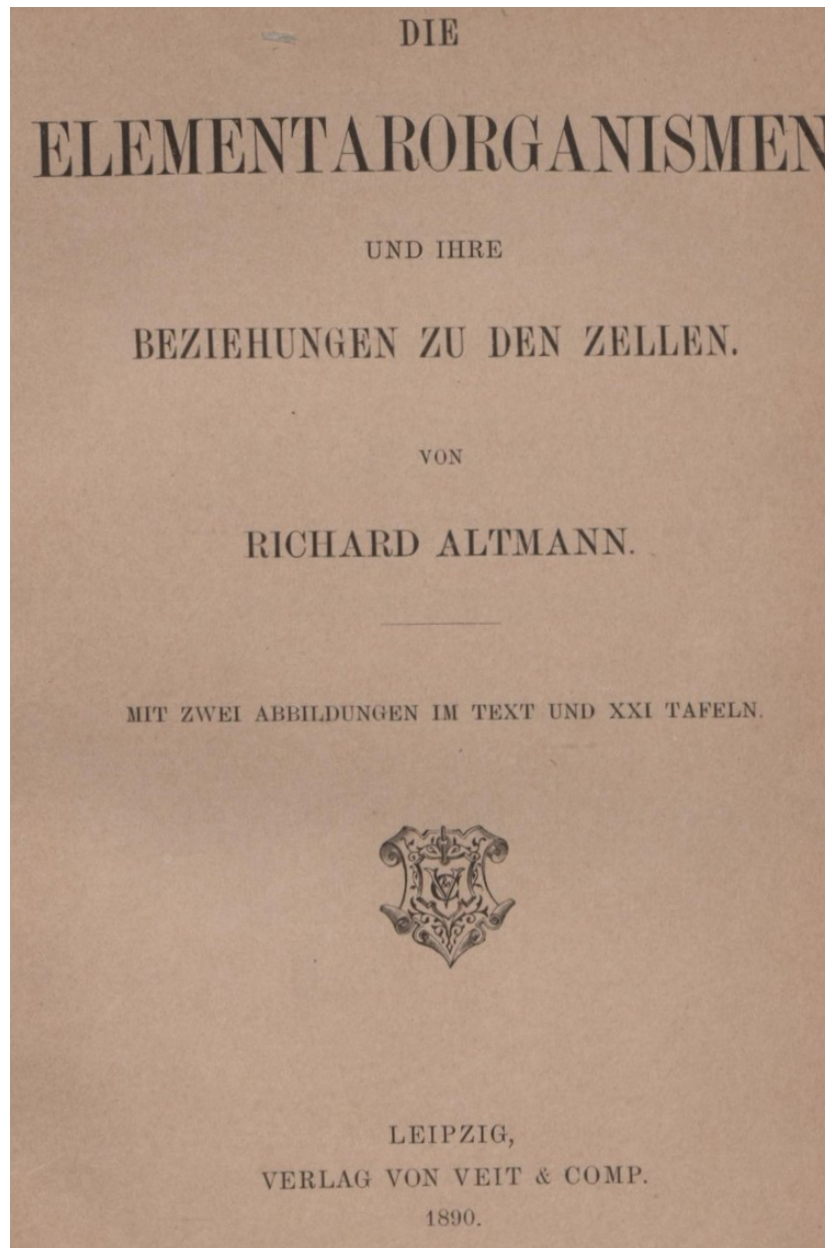 DIE
ELEMENTARORGANISMEN
UND IHRE
BEZIEHUNGEN ZU DEN ZELLEN.
VON
RICHARD ALTMANN.
MIT ZWEI ABBILDUNGEN IM TEXT UND XXI TAFELN.
LEIPZIG,
VERLAG VON VEIT & COMP.
1890.